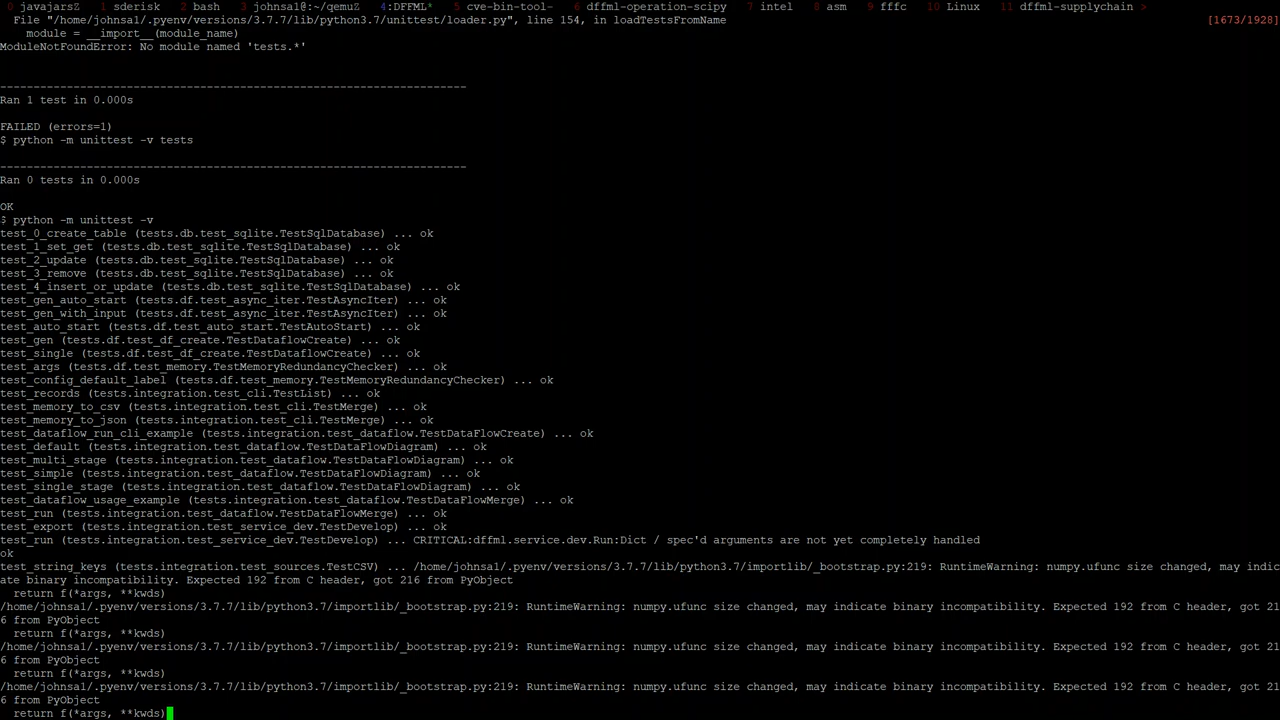 0 javajarsZ   1 sderisk   2 bash   3 johnsa1@:~/qemuZ   4:DFFML*   5 cve-bin-tool-   6 dffml-operation-scipy   7 intel   8 asm   9 fffc   10 Linux   11 dffml-supplychain >
  File "/home/johnsa1/.pyenv/versions/3.7.7/lib/python3.7/unittest/loader.py", line 154, in loadTestsFromName [1673/1928]
    module = __import__(module_name)
ModuleNotFoundError: No module named 'tests.*'
----------------------------------------------------------------------
Ran 1 test in 0.000s
FAILED (errors=1)
$ python -m unittest -v tests
----------------------------------------------------------------------
Ran 0 tests in 0.000s
OK
$ python -m unittest -v
test_0_create_table (tests.db.test_sqlite.TestSqlDatabase) ... ok
test_1_set_get (tests.db.test_sqlite.TestSqlDatabase) ... ok
test_2_update (tests.db.test_sqlite.TestSqlDatabase) ... ok
test_3_remove (tests.db.test_sqlite.TestSqlDatabase) ... ok
test_4_insert_or_update (tests.db.test_sqlite.TestSqlDatabase) ... ok
test_gen_auto_start (tests.df.test_async_iter.TestAsyncIter) ... ok
test_gen_with_input (tests.df.test_async_iter.TestAsyncIter) ... ok
test_auto_start (tests.df.test_auto_start.TestAutoStart) ... ok
test_gen (tests.df.test_df_create.TestDataflowCreate) ... ok
test_single (tests.df.test_df_create.TestDataflowCreate) ... ok
test_args (tests.df.test_memory.TestMemoryRedundancyChecker) ... ok
test_config_default_label (tests.df.test_memory.TestMemoryRedundancyChecker) ... ok
test_records (tests.integration.test_cli.TestList) ... ok
test_memory_to_csv (tests.integration.test_cli.TestMerge) ... ok
test_memory_to_json (tests.integration.test_cli.TestMerge) ... ok
test_dataflow_run_cli_example (tests.integration.test_dataflow.TestDataFlowCreate) ... ok
test_default (tests.integration.test_dataflow.TestDataFlowDiagram) ... ok
test_multi_stage (tests.integration.test_dataflow.TestDataFlowDiagram) ... ok
test_simple (tests.integration.test_dataflow.TestDataFlowDiagram) ... ok
test_single_stage (tests.integration.test_dataflow.TestDataFlowDiagram) ... ok
test_dataflow_usage_example (tests.integration.test_dataflow.TestDataFlowMerge) ... ok
test_run (tests.integration.test_dataflow.TestDataFlowMerge) ... ok
test_export (tests.integration.test_service_dev.TestDevelop) ... ok
test_run (tests.integration.test_service_dev.TestDevelop) ... CRITICAL:dffml.service.dev.Run:Dict / spec'd arguments are not yet completely handled
ok
test_string_keys (tests.integration.test_sources.TestCSV) ... /home/johnsa1/.pyenv/versions/3.7.7/lib/python3.7/importlib/_bootstrap.py:219: RuntimeWarning: numpy.ufunc size changed, may indic
ate binary incompatibility. Expected 192 from C header, got 216 from PyObject
  return f(*args, **kwds)
/home/johnsa1/.pyenv/versions/3.7.7/lib/python3.7/importlib/_bootstrap.py:219: RuntimeWarning: numpy.ufunc size changed, may indicate binary incompatibility. Expected 192 from C header, got 21
6 from PyObject
  return f(*args, **kwds)
/home/johnsa1/.pyenv/versions/3.7.7/lib/python3.7/importlib/_bootstrap.py:219: RuntimeWarning: numpy.ufunc size changed, may indicate binary incompatibility. Expected 192 from C header, got 21
6 from PyObject
  return f(*args, **kwds)
/home/johnsa1/.pyenv/versions/3.7.7/lib/python3.7/importlib/_bootstrap.py:219: RuntimeWarning: numpy.ufunc size changed, may indicate binary incompatibility. Expected 192 from C header, got 21
6 from PyObject
  return f(*args, **kwds)